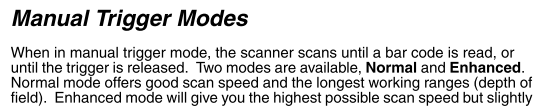 Manual Trigger Modes
When in manual trigger mode, the scanner scans until a bar code is read, or
until the trigger is released.  Two modes are available, Normal and Enhanced.
Normal mode offers good scan speed and the longest working ranges (depth of
field).  Enhanced mode will give you the highest possible scan speed but slightly